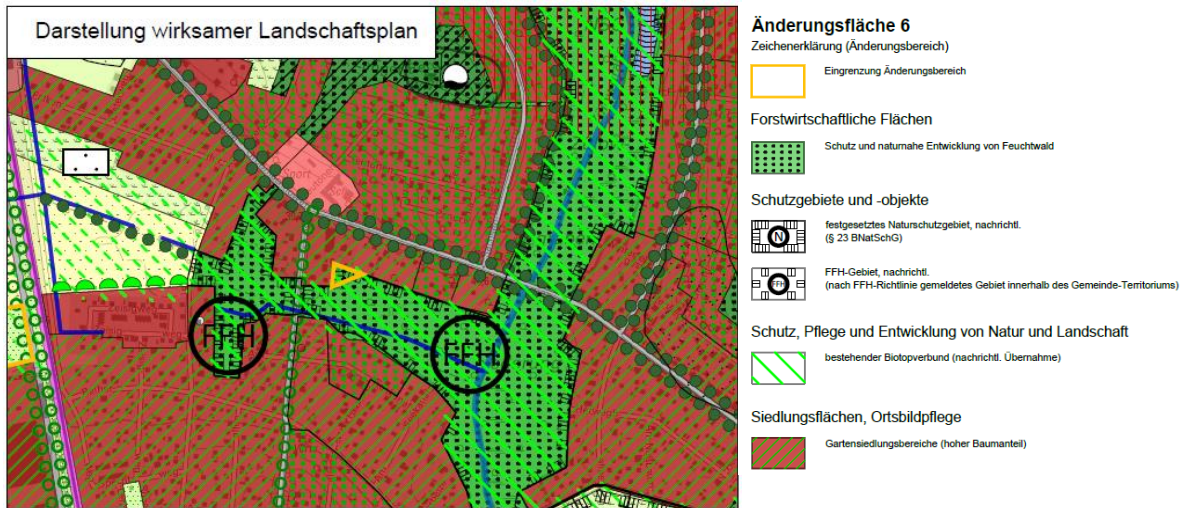 Darstellung wirksamer Landschaftsplan
Sport
FFH
FFH
Änderungsfläche 6
Zeichenerklärung (Änderungsbereich)
Eingrenzung Änderungsbereich
Forstwirtschaftliche Flächen
Schutz und naturnahe Entwicklung von Feuchtwald
Schutzgebiete und -objekte
N
festgesetztes Naturschutzgebiet, nachrichtl.
(§ 23 BNatSchG)
FFH
FFH-Gebiet, nachrichtl.
(nach FFH-Richtlinie gemeldetes Gebiet innerhalb des Gemeinde-Territoriums)
Schutz, Pflege und Entwicklung von Natur und Landschaft
bestehender Biotopverbund (nachrichtl. Übernahme)
Siedlungsflächen, Ortsbildpflege
Gartensiedlungsbereiche (hoher Baumanteil)